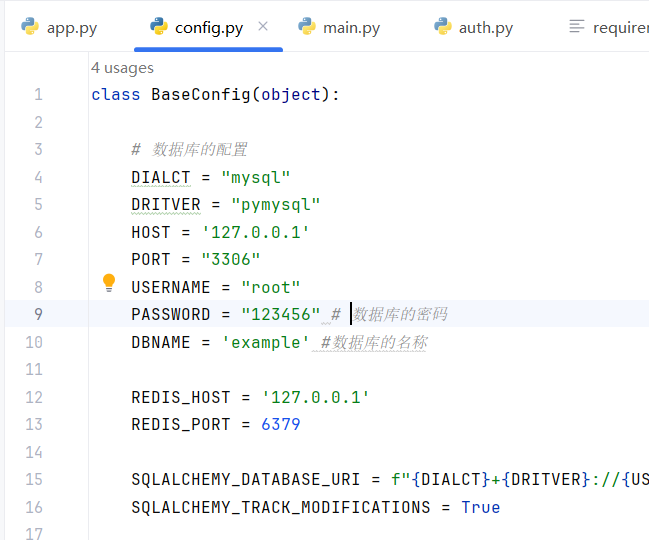 app.py config.py × main.py auth.py
4 usages
1 class BaseConfig(object):
2
3 # 数据库的配置
4 DIALCT = "mysql"
5 DRITVER = "pymysql"
6 HOST = '127.0.0.1'
7 PORT = "3306"
8 USERNAME = "root"
9 PASSWORD = "123456" # 数据库的密码
10 DBNAME = 'example' #数据库的名称
11
12 REDIS_HOST = '127.0.0.1'
13 REDIS_PORT = 6379
14
15 SQLALCHEMY_DATABASE_URI = f"{DIALCT}+{DRITVER}://{US
16 SQLALCHEMY_TRACK_MODIFICATIONS = True
17